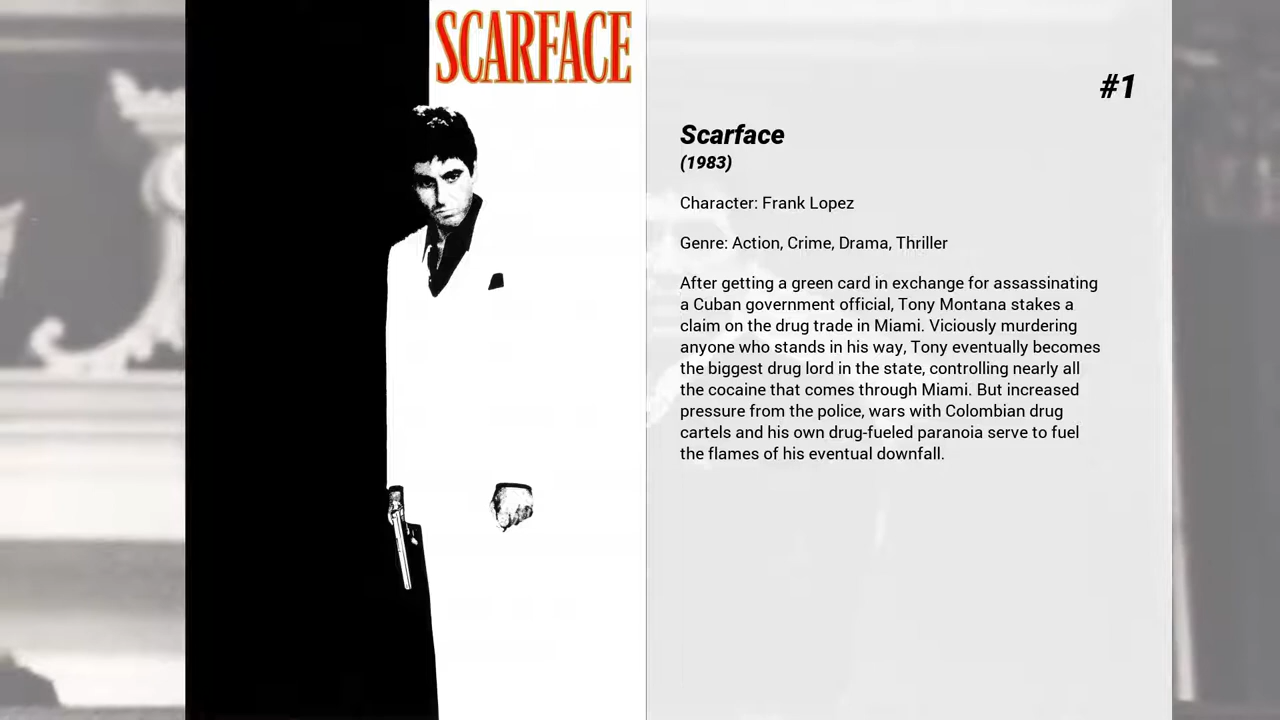 SCARFACE
#1
Scarface
(1983)
Character: Frank Lopez
Genre: Action, Crime, Drama, Thriller
After getting a green card in exchange for assassinating
a Cuban government official, Tony Montana stakes a
claim on the drug trade in Miami. Viciously murdering
anyone who stands in his way, Tony eventually becomes
the biggest drug lord in the state, controlling nearly all
the cocaine that comes through Miami. But increased
pressure from the police, wars with Colombian drug
cartels and his own drug-fueled paranoia serve to fuel
the flames of his eventual downfall.